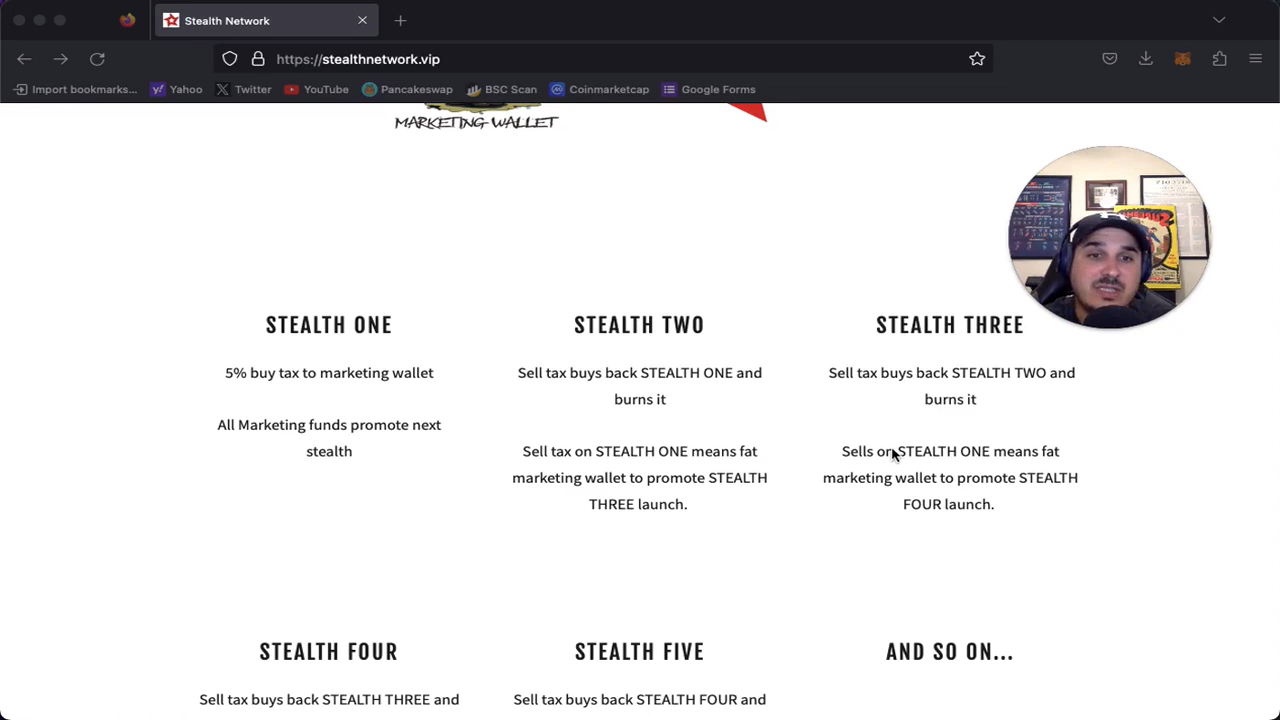 Stealth Network
https://stealthnetwork.vip
Import bookmarks...
Yahoo
Twitter
YouTube
Pancakeswap
BSC Scan
Coinmarketcap
Google Forms
MARKETING WALLET
STEALTH ONE
5% buy tax to marketing wallet
All Marketing funds promote next
stealth
STEALTH TWO
Sell tax buys back STEALTH ONE and
burns it
Sell tax on STEALTH ONE means fat
marketing wallet to promote STEALTH
THREE launch.
STEALTH THREE
Sell tax buys back STEALTH TWO and
burns it
Sells on STEALTH ONE means fat
marketing wallet to promote STEALTH
FOUR launch.
STEALTH FOUR
Sell tax buys back STEALTH THREE and
STEALTH FIVE
Sell tax buys back STEALTH FOUR and
AND SO ON...